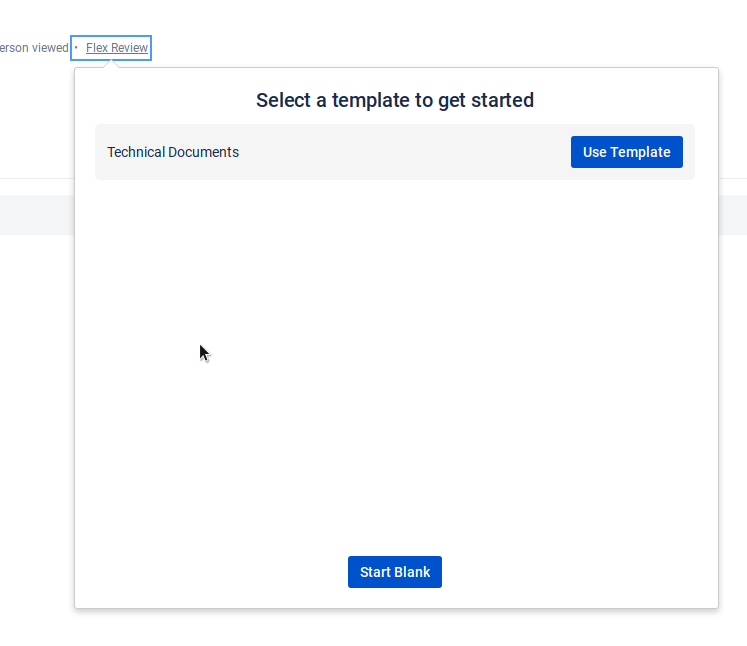 erson viewed • Flex Review
Select a template to get started
Technical Documents
Use Template
Start Blank